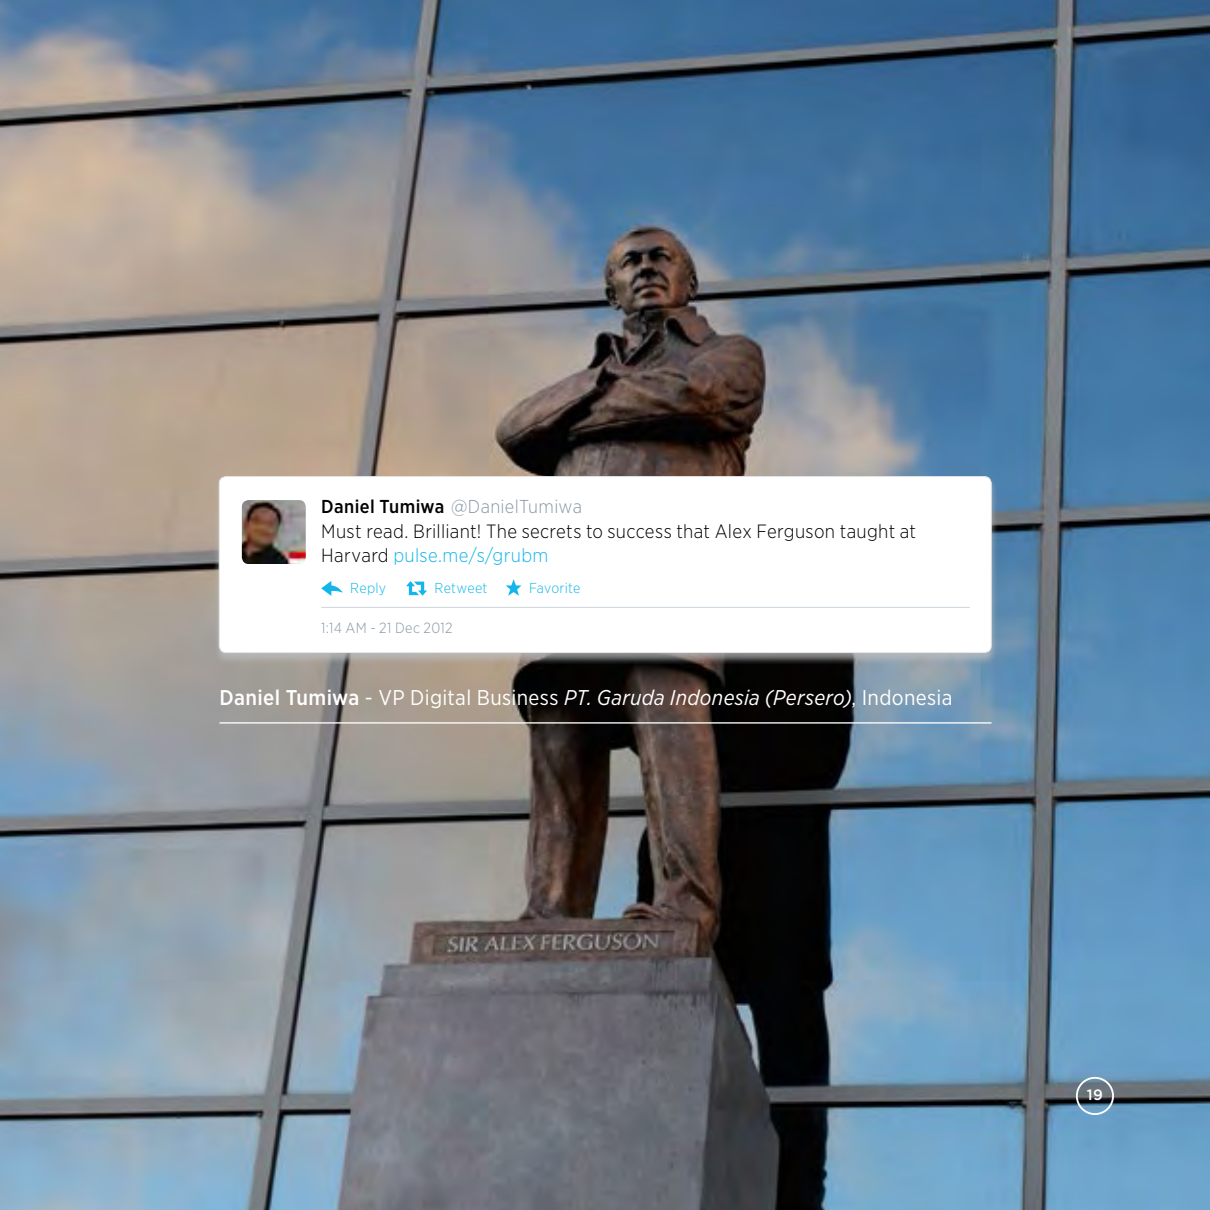 Daniel Tumiwa @DanielTumiwa
Must read. Brilliant! The secrets to success that Alex Ferguson taught at
Harvard pulse.me/s/grubm
Reply Retweet Favorite
1:14 AM - 21 Dec 2012
Daniel Tumiwa - VP Digital Business PT. Garuda Indonesia (Persero), Indonesia
SIR ALEX FERGUSON
19